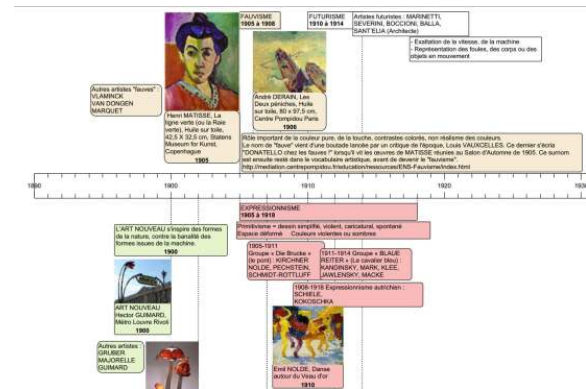 FAUVISME
1905 à 1908
FUTURISME
1910 à 1914
Artistes futuristes : MARINETTI,
SEVERINI, BOCCIONI, BALLA,
SANT'ELIA (Architecte)
- Exaltation de la vitesse, de la machine
- Représentation des foules, des corps ou des
objets en mouvement
Autres artistes "fauves" :
VLAMINCK
VAN DONGEN
MARQUET
Henri MATISSE, La
ligne verte (ou la Raie
verte), Huile sur toile,
42,5 X 32,5 cm, Statens
Museum for Kunst,
Copenhague
1905
André DERAIN, Les
Deux péniches, Huile
sur toile, 80 x 97,5 cm,
Centre Pompidou Paris
1906
Rôle important de la couleur pure, de la touche, contrastes colorés, non réalisme des couleurs.
Le nom de "fauve" vient d'une boutade lancée par un critique de l'époque, Louis VAUXCELLES. Ce dernier s'écria
"DONATELLO chez les fauves !" lorsqu'il vit les œuvres de MATISSE réunies au Salon d'Automne de 1905. Ce surnom
est ensuite resté dans le vocabulaire artistique, avant de devenir le "fauvisme".
http://mediation.centrepompidou.fr/education/ressources/ENS-Fauvisme/index.html
1890
1900
1910
1920
1930
EXPRESSIONNISME
1905 à 1918
Primitivisme = dessin simplifié, violent, caricatural, spontané
Espace déformé Couleurs violentes ou sombres
L'ART NOUVEAU s'inspire des formes
de la nature, contre la banalité des
formes issues de la machine.
1900
1905-1911
Groupe « Die Brucke »
(le pont) : KIRCHNER
NOLDE, PECHSTEIN,
SCHMIDT-ROTTLUFF
1911-1914 Groupe « BLAUE
REITER » (Le cavalier bleu) :
KANDINSKY, MARK, KLEE,
JAWLENSKY, MACKE
1908-1918 Expressionnisme autrichien :
SCHIELE,
KOKOSCHKA
ART NOUVEAU
Hector GUIMARD,
Métro Louvre Rivoli
1900
Autres artistes :
GRUBER
MAJORELLE
GUIMARD
Emil NOLDE, Danse
autour du Veau d'or
1910